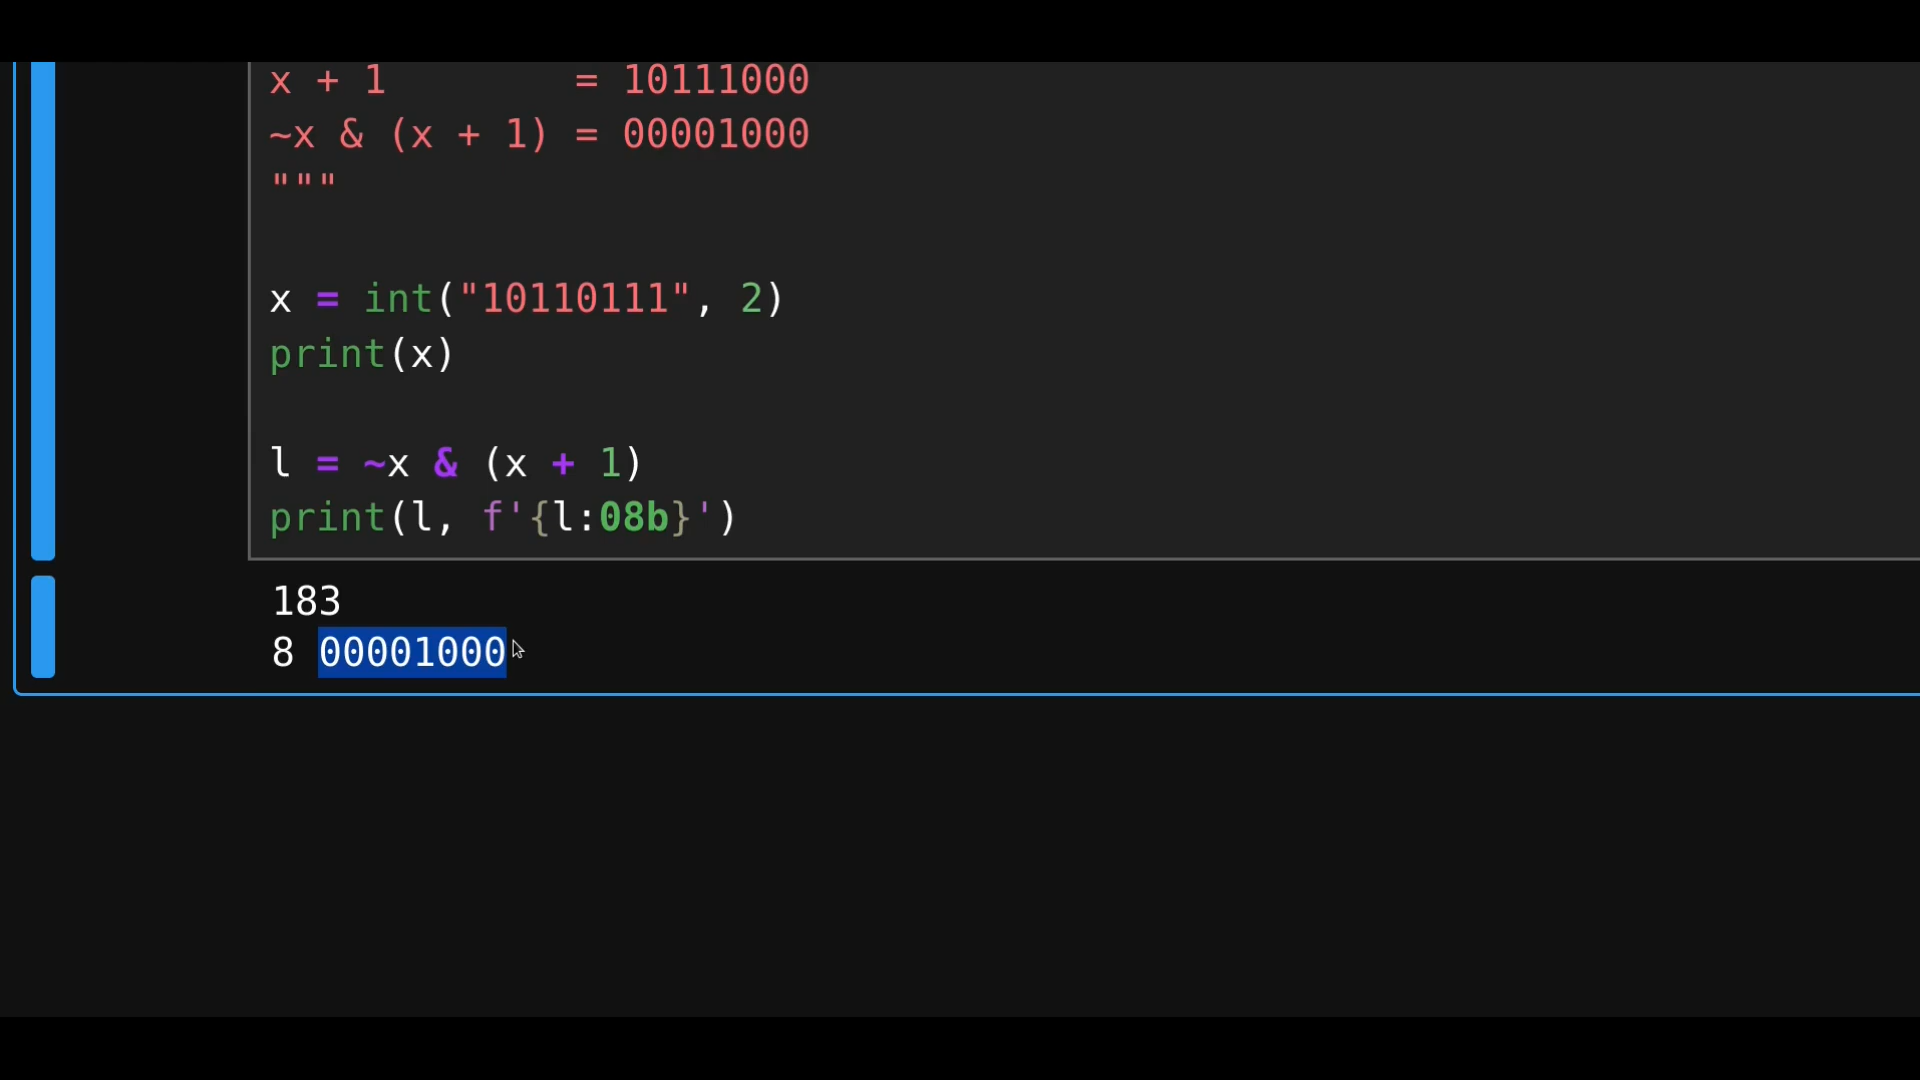 x + 1        = 10111000
~x & (x + 1) = 00001000
"""
x = int("10110111", 2)
print(x)
l = ~x & (x + 1)
print(l, f'{l:08b}')
183
8 00001000